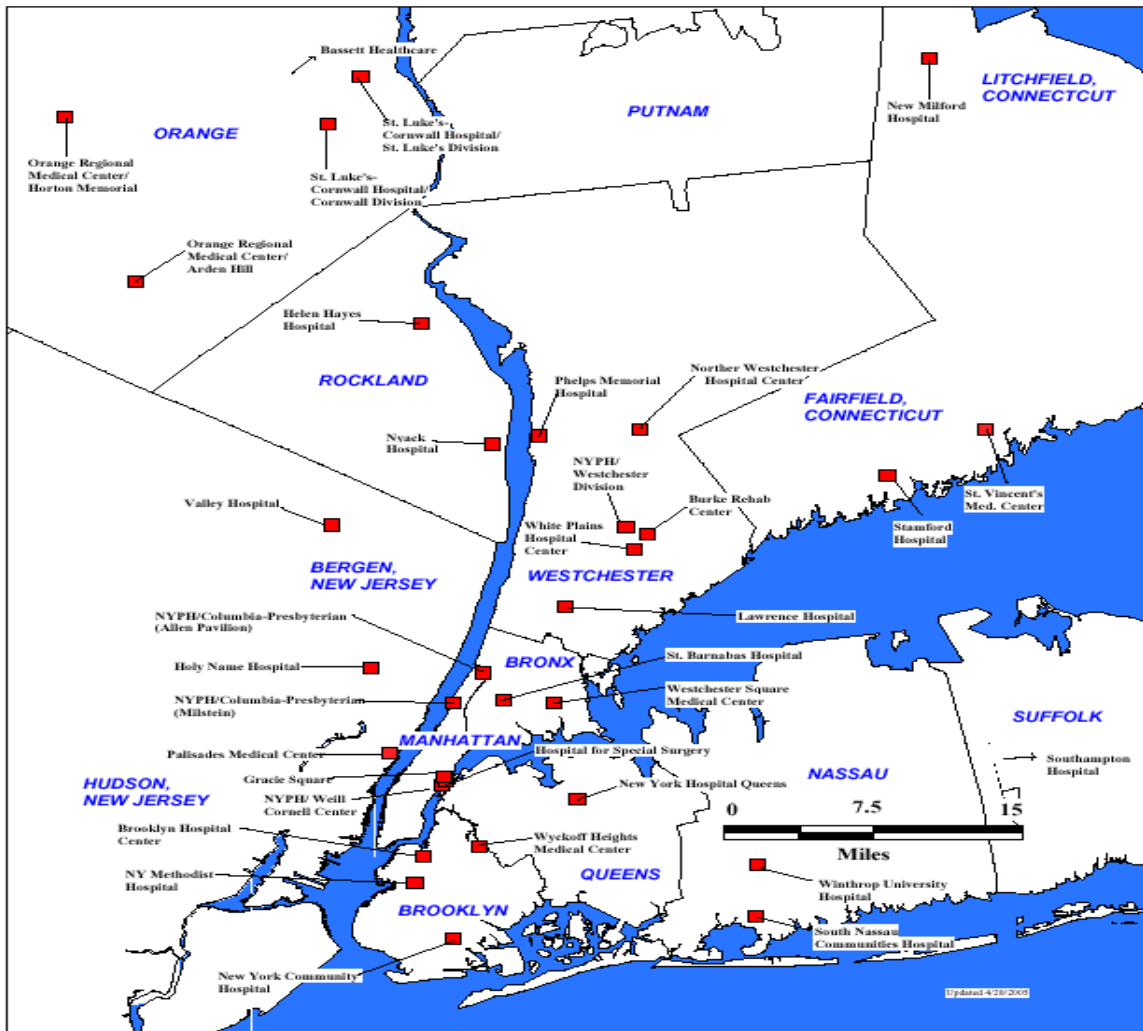 Bassett Healthcare
LITCHFIELD,
CONNECTCUT
New Milford
Hospital
PUTNAM
ORANGE
St. Luke's-
Cornwall Hospital/
St. Luke's Division
Orange Regional
Medical Center/
Horton Memorial
St. Luke's-
Cornwall Hospital/
Cornwall Division
Orange Regional
Medical Center/
Arden Hill
Helen Hayes
Hospital
ROCKLAND
Phelps Memorial
Hospital
Norther Westchester
Hospital Center
FAIRFIELD,
CONNECTICUT
Nyack
Hospital
NYPH/
Westchester
Division
Burke Rehab
Center
St. Vincent's
Med. Center
Valley Hospital
White Plains
Hospital
Center
Stamford
Hospital
BERGEN,
NEW JERSEY
WESTCHESTER
NYPH/Columbia-Presbyterian
(Allen Pavilion)
Lawrence Hospital
Holy Name Hospital
BRONX
St. Barnabas Hospital
NYPH/Columbia-Presbyterian
(Milstein)
Westchester Square
Medical Center
SUFFOLK
MANHATTAN
Palisades Medical Center
Hospital for Special Surgery
Southampton
Hospital
Gracie Square
HUDSON,
NEW JERSEY
New York Hospital Queens
NASSAU
NYPH/ Weill
Cornell Center
0 7.5 15
Miles
Brooklyn Hospital
Center
Wyckoff Heights
Medical Center
NY Methodist
Hospital
QUEENS
Winthrop University
Hospital
BROOKLYN
South Nassau
Communities Hospital
New York Community
Hospital
Updated 4/20/2005